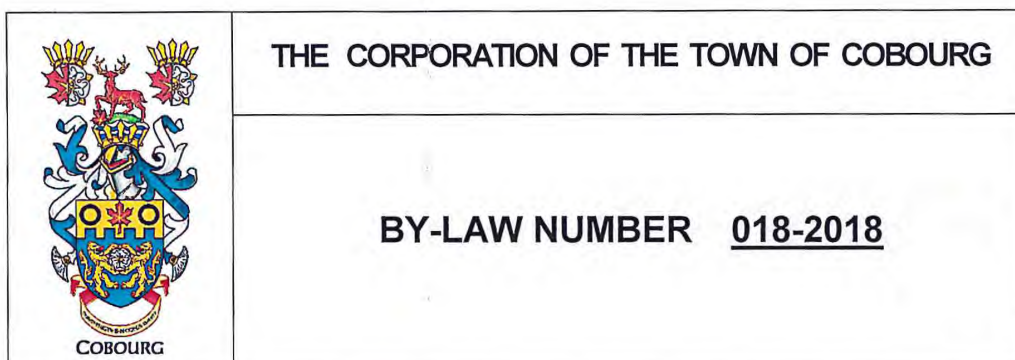 THE CORPORATION OF THE TOWN OF COBOURG
BY-LAW NUMBER 018-2018
COBOURG